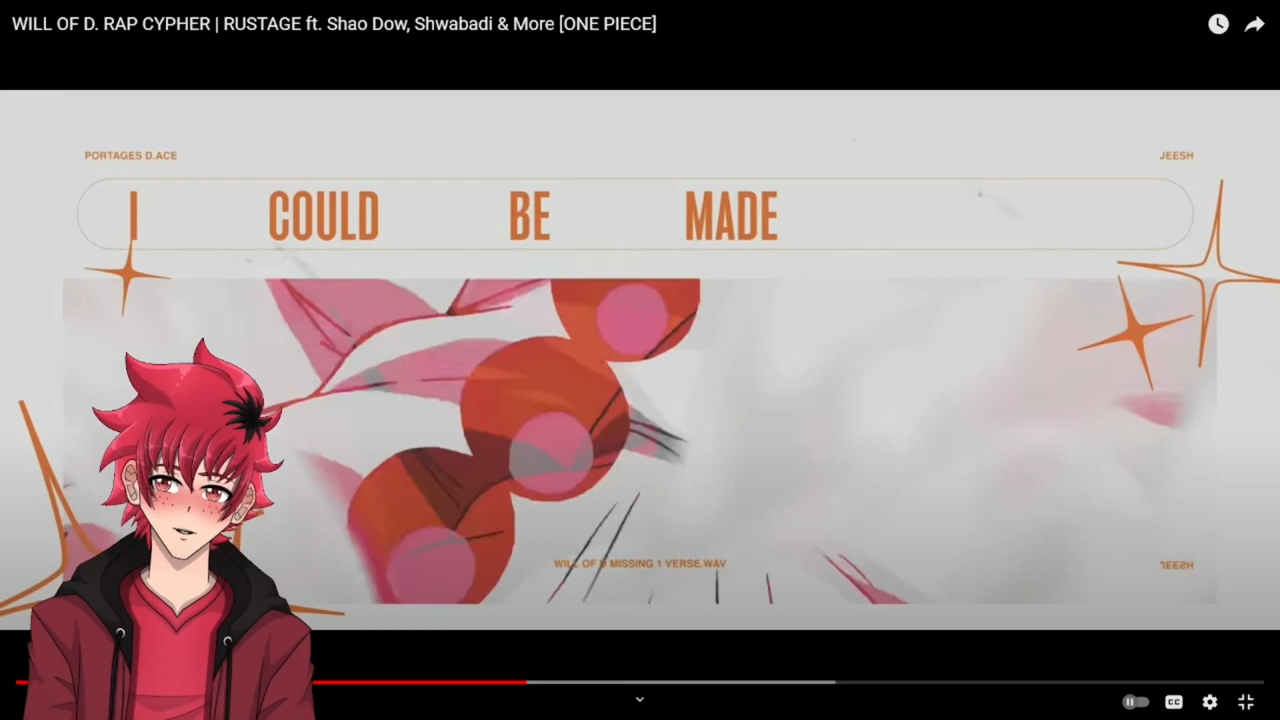 WILL OF D. RAP CYPHER | RUSTAGE ft. Shao Dow, Shwabadi & More [ONE PIECE]
PORTAGES D.ACE
JEESH
I COULD BE MADE
WILL OF D MISSING 1 VERSE.WAV
JEESH
CC